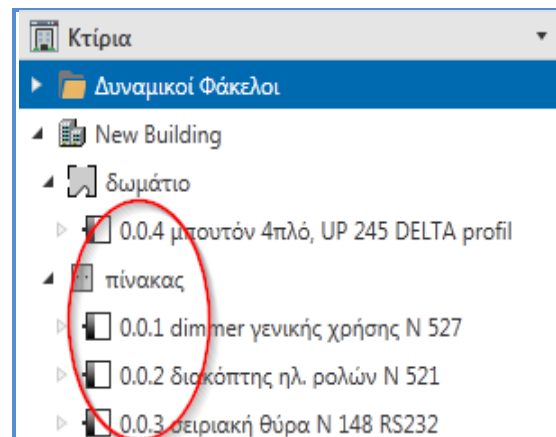 Κτίρια
Δυναμικοί Φάκελοι
New Building
δωμάτιο
0.0.4 μπουτόν 4πλό, UP 245 DELTA profil
πίνακας
0.0.1 dimmer γενικής χρήσης N 527
0.0.2 διακόπτης ηλ. ρολών N 521
0.0.3 σειριακή θύρα N 148 RS232